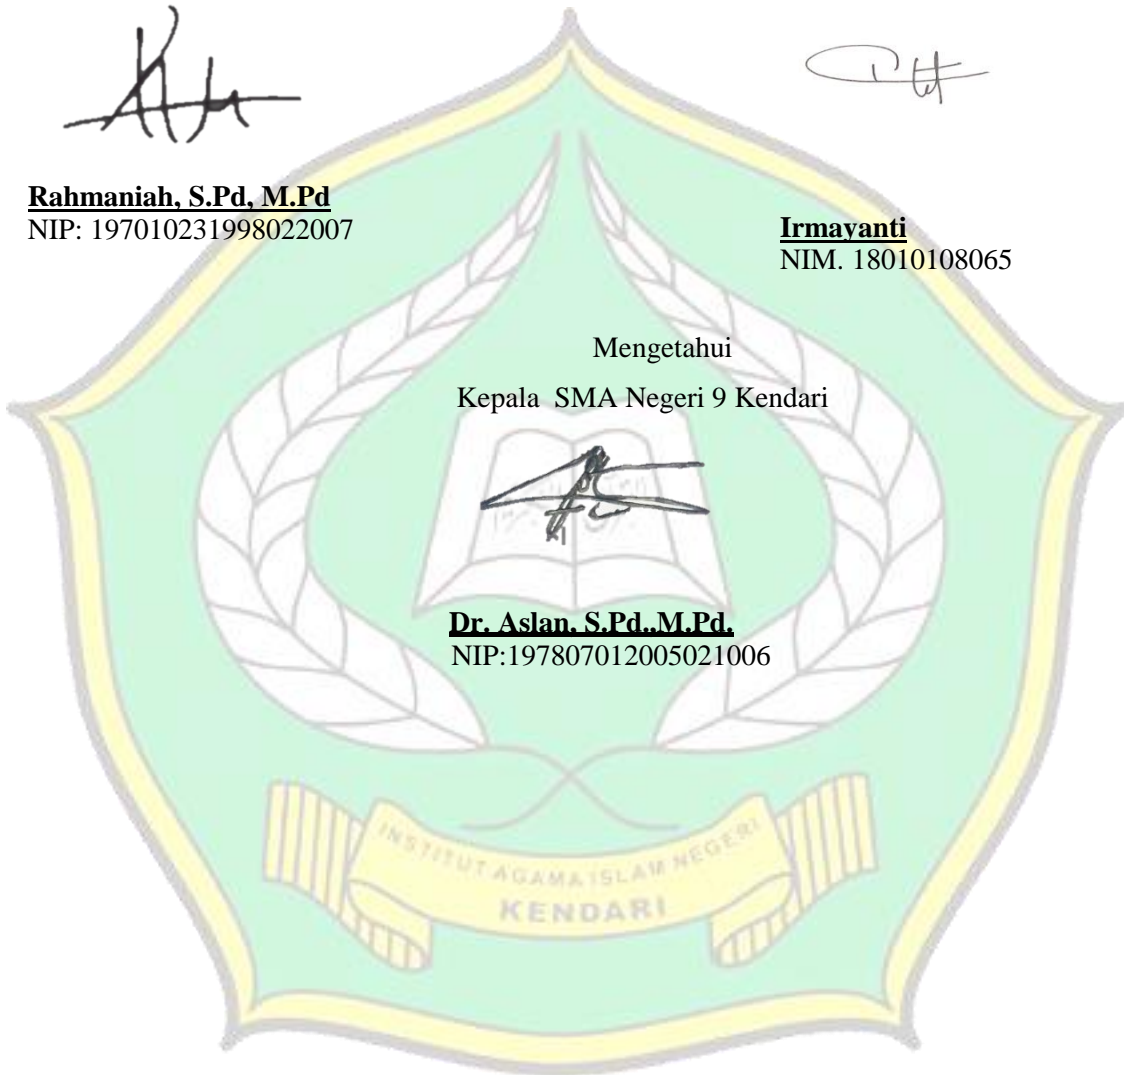 Rahmaniah, S.Pd, M.Pd
NIP: 197010231998022007
Irmayanti
NIM. 18010108065
Mengetahui
Kepala SMA Negeri 9 Kendari
Dr. Aslan, S.Pd.,M.Pd.
NIP:197807012005021006
INSTITUT AGAMA ISLAM NEGERI
KENDARI